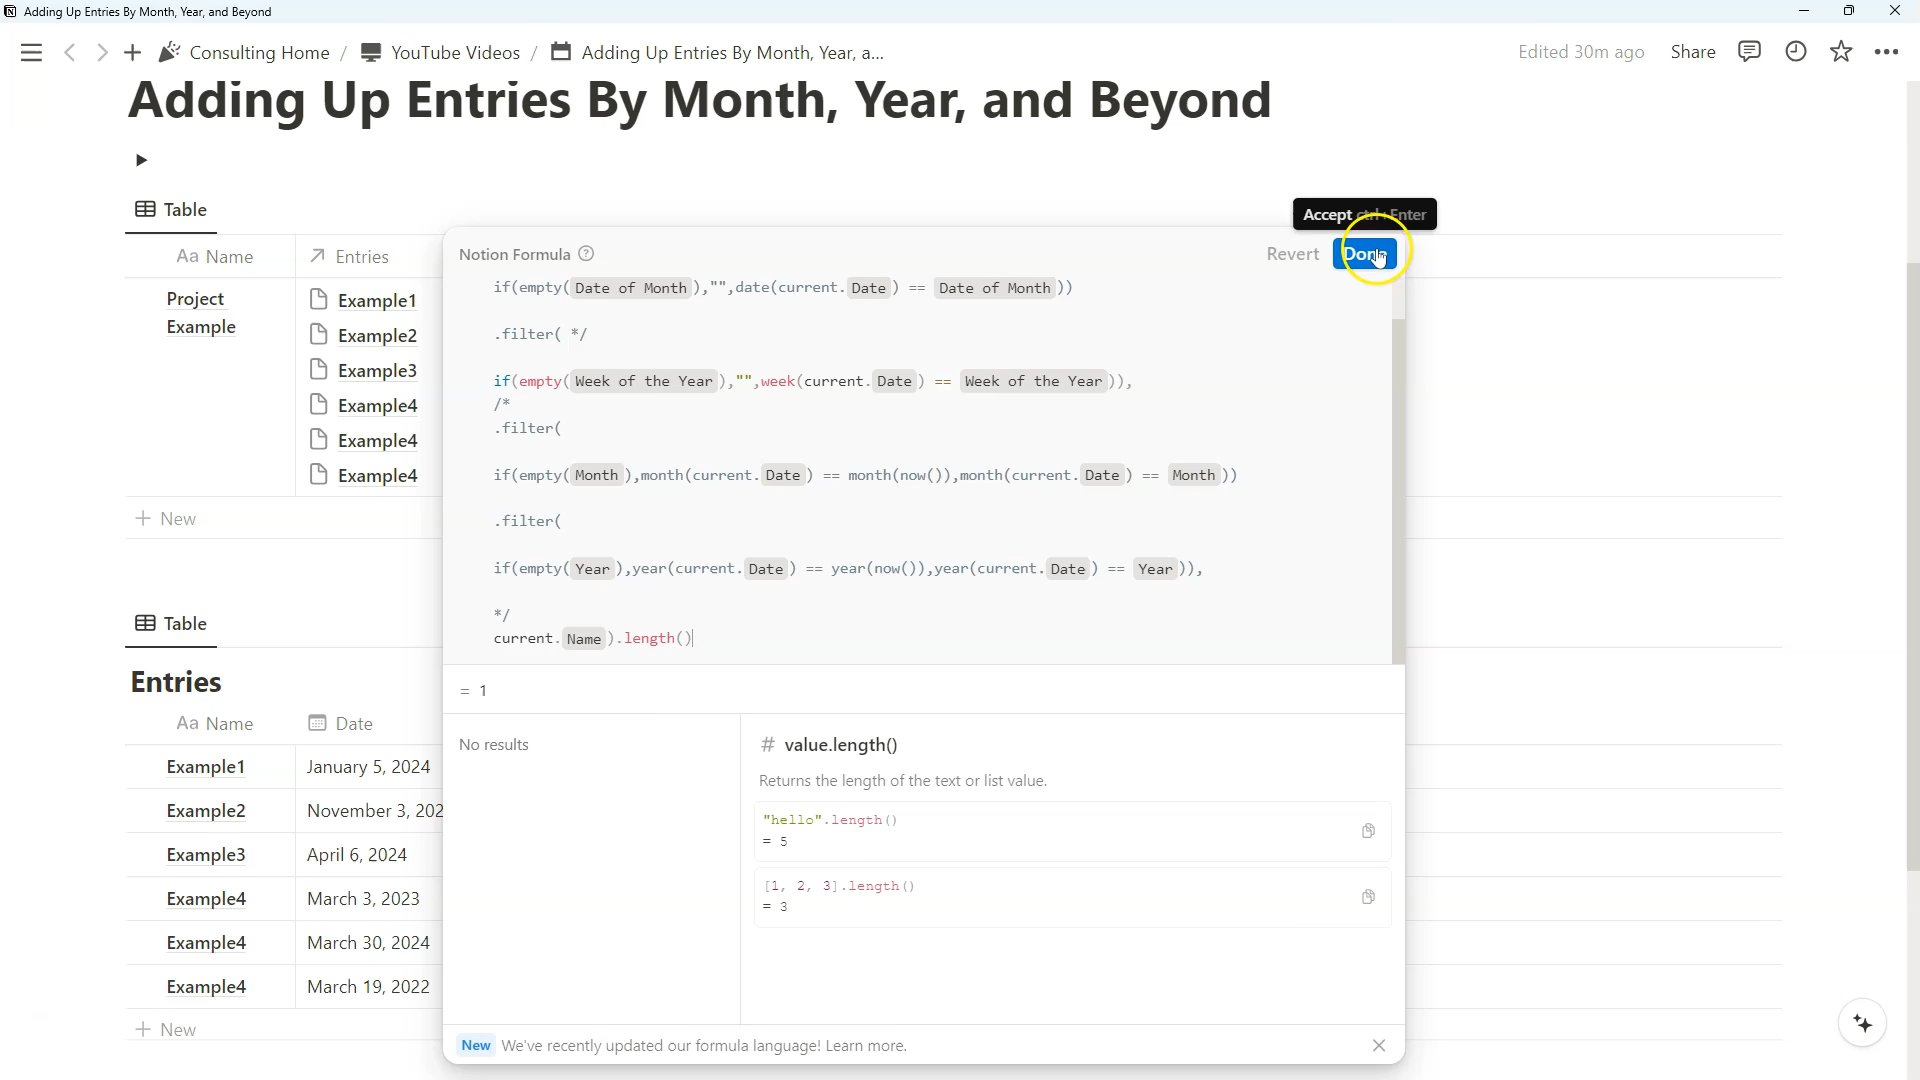 Adding Up Entries By Month, Year, and Beyond
Consulting Home / YouTube Videos / Adding Up Entries By Month, Year, a...
Edited 30m ago Share
Adding Up Entries By Month, Year, and Beyond
Table
Accept ctrl+Enter
Aa Name Entries
Notion Formula Revert Done
Project
Example
Example1
Example2
Example3
Example4
Example4
Example4
+ New
if(empty( Date of Month ),"",date(current. Date ) == Date of Month ))
.filter( */
if(empty( Week of the Year ),"",week(current. Date ) == Week of the Year )),
/*
.filter(
if(empty( Month ),month(current. Date ) == month(now()),month(current. Date ) == Month ))
.filter(
if(empty( Year ),year(current. Date ) == year(now()),year(current. Date ) == Year )),
*/
current. Name ).length()
= 1
No results
# value.length()
Returns the length of the text or list value.
"hello".length()
= 5
[1, 2, 3].length()
= 3
New We've recently updated our formula language! Learn more.
Table
Entries
Aa Name Date
Example1 January 5, 2024
Example2 November 3, 202
Example3 April 6, 2024
Example4 March 3, 2023
Example4 March 30, 2024
Example4 March 19, 2022
+ New